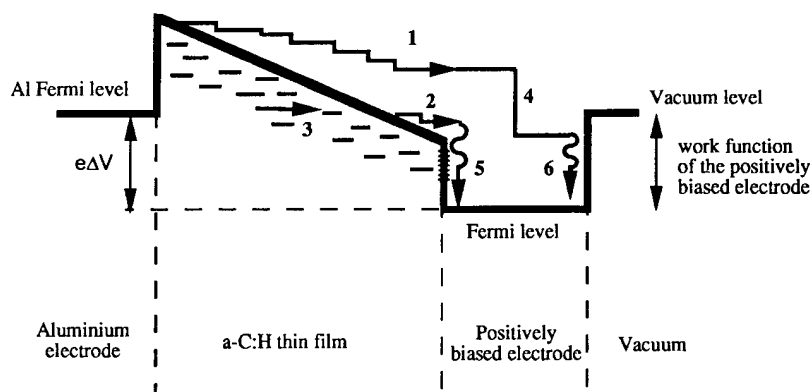 1
Al Fermi level
2
4
Vacuum level
3
eΔV
5
6
work function
of the positively
biased electrode
Fermi level
Aluminium
electrode
a-C:H thin film
Positively
biased electrode
Vacuum